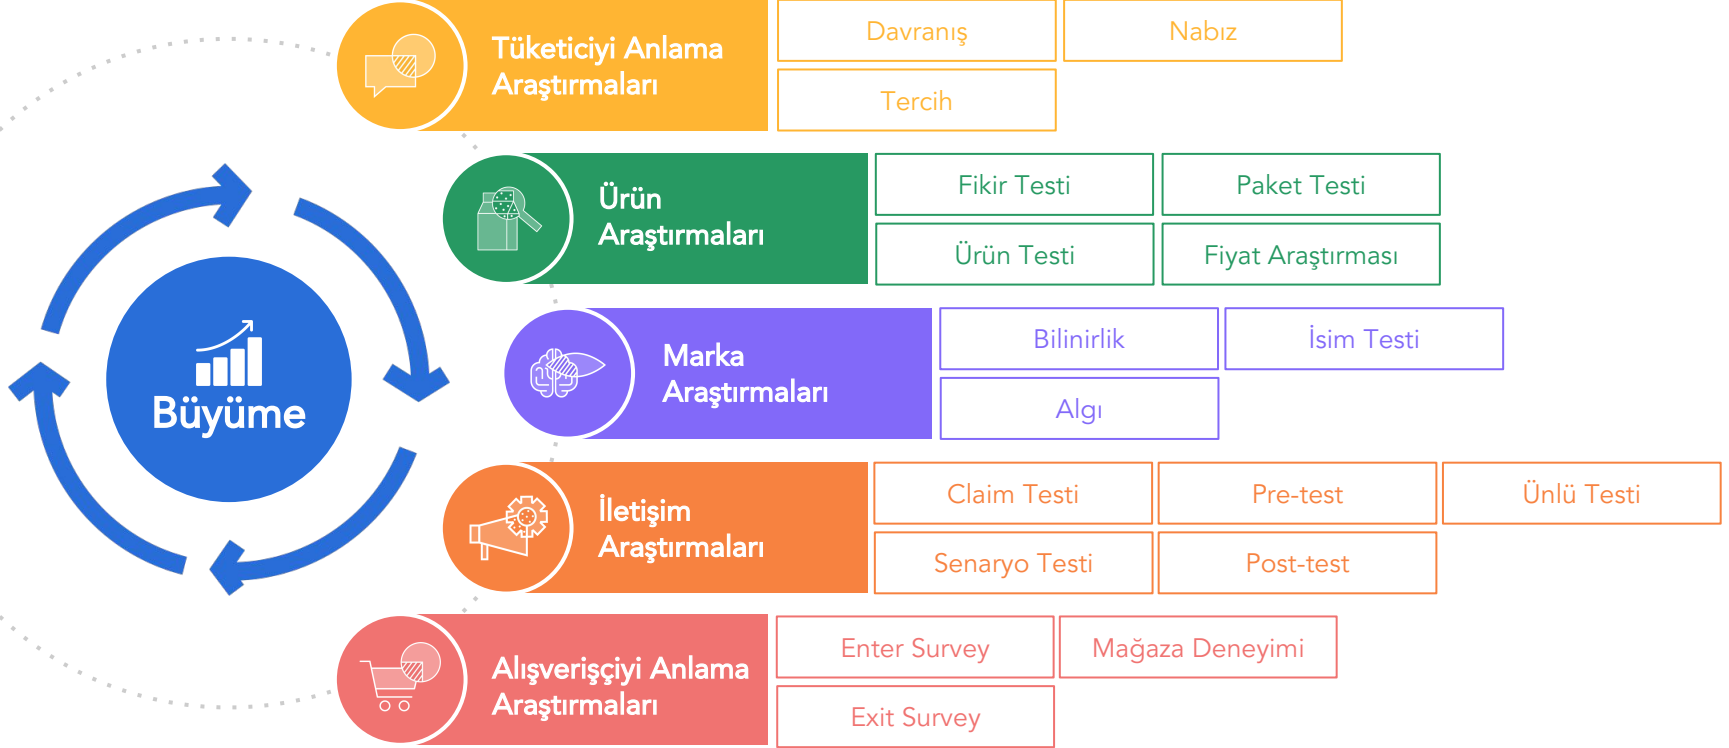 Büyüme
Tüketiciyi Anlama
Araştırmaları
Davranış
Nabız
Tercih
Ürün
Araştırmaları
Fikir Testi
Paket Testi
Ürün Testi
Fiyat Araştırması
Marka
Araştırmaları
Bilinirlik
İsim Testi
Algı
İletişim
Araştırmaları
Claim Testi
Pre-test
Ünlü Testi
Senaryo Testi
Post-test
Alışverişçiyi Anlama
Araştırmaları
Enter Survey
Mağaza Deneyimi
Exit Survey